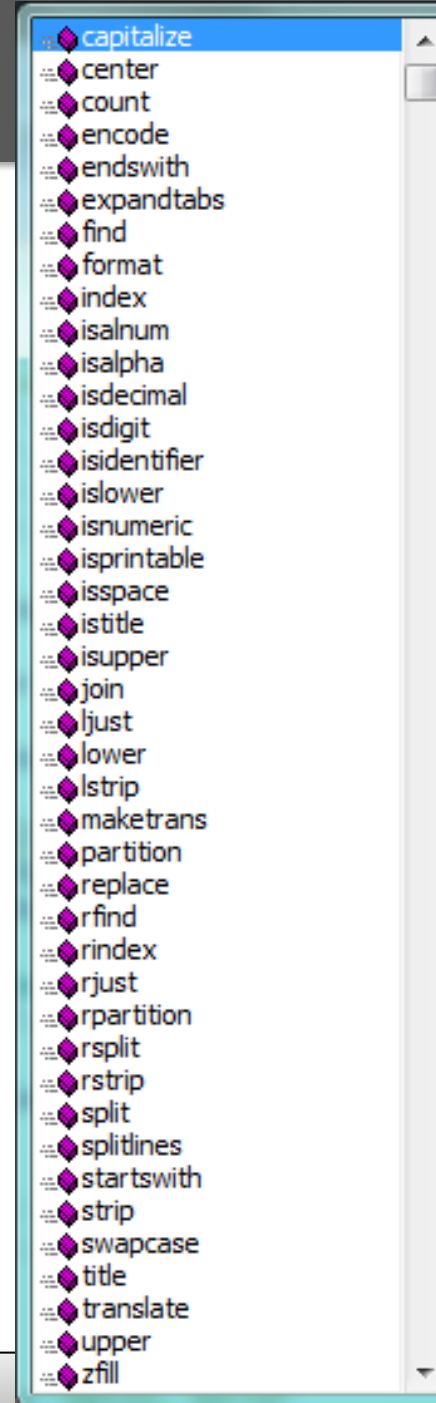 capitalize
center
count
encode
endswith
expandtabs
find
format
index
isalnum
isalpha
isdecimal
isdigit
isidentifier
islower
isnumeric
isprintable
isspace
istitle
isupper
join
ljust
lower
lstrip
maketrans
partition
replace
rfind
rindex
rjust
rpartition
rsplit
rstrip
split
splitlines
startswith
strip
swapcase
title
translate
upper
zfill